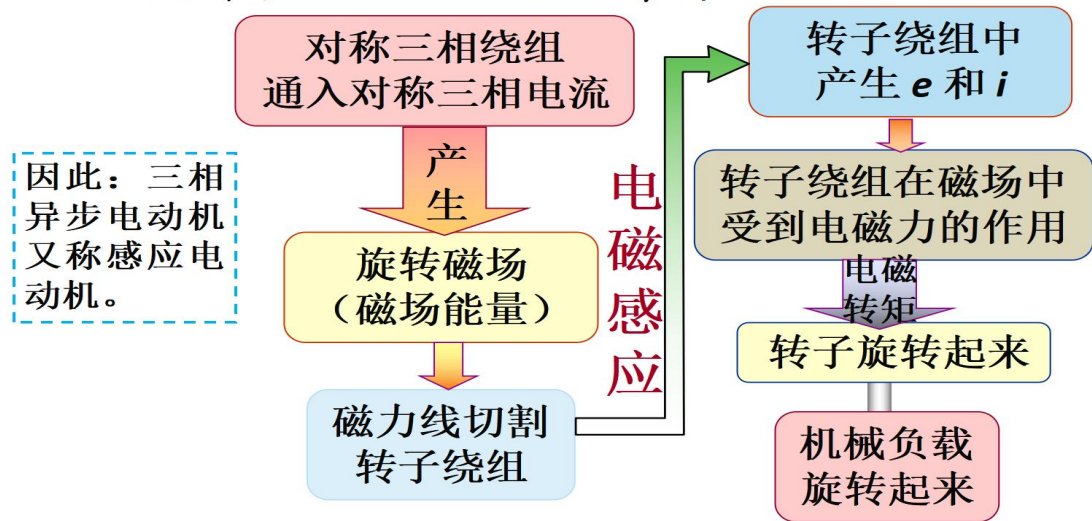 对称三相绕组
通入对称三相电流
产
生
旋转磁场
（磁场能量）
磁力线切割
转子绕组
电
磁
感
应
转子绕组中
产生 e 和 i
转子绕组在磁场中
受到电磁力的作用
电磁
转矩
转子旋转起来
机械负载
旋转起来
因此：三相
异步电动机
又称感应电
动机。